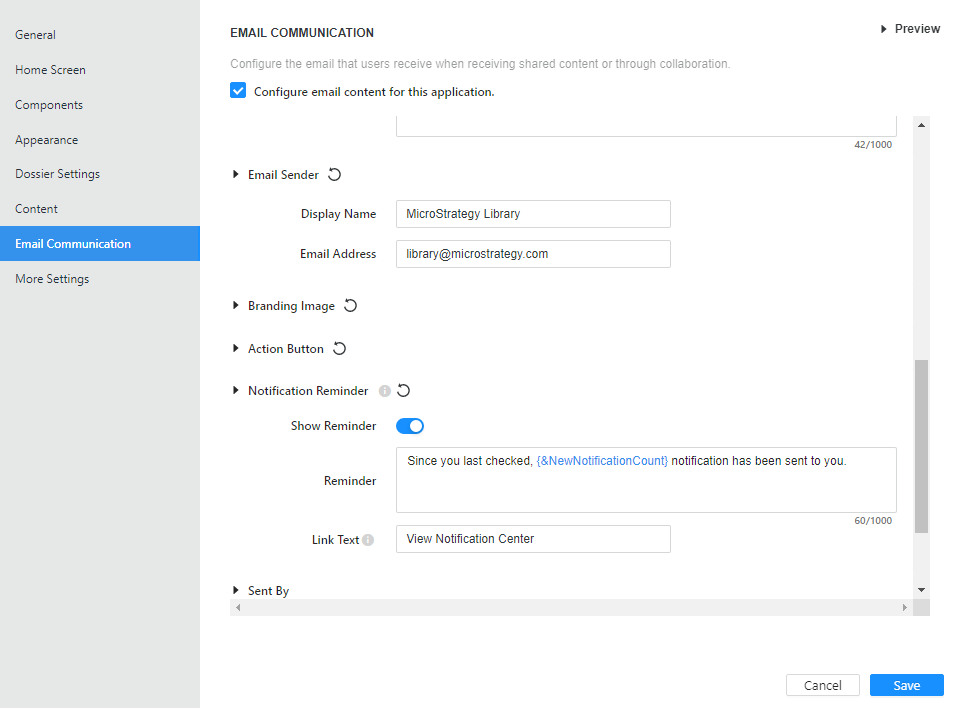 General
Home Screen
Components
Appearance
Dossier Settings
Content
Email Communication
More Settings
EMAIL COMMUNICATION
Preview
Configure the email that users receive when receiving shared content or through collaboration.
Configure email content for this application.
42/1000
Email Sender
Display Name MicroStrategy Library
Email Address library@microstrategy.com
Branding Image
Action Button
Notification Reminder
Show Reminder
Reminder Since you last checked, {&NewNotificationCount} notification has been sent to you.
60/1000
Link Text View Notification Center
Sent By
Cancel Save